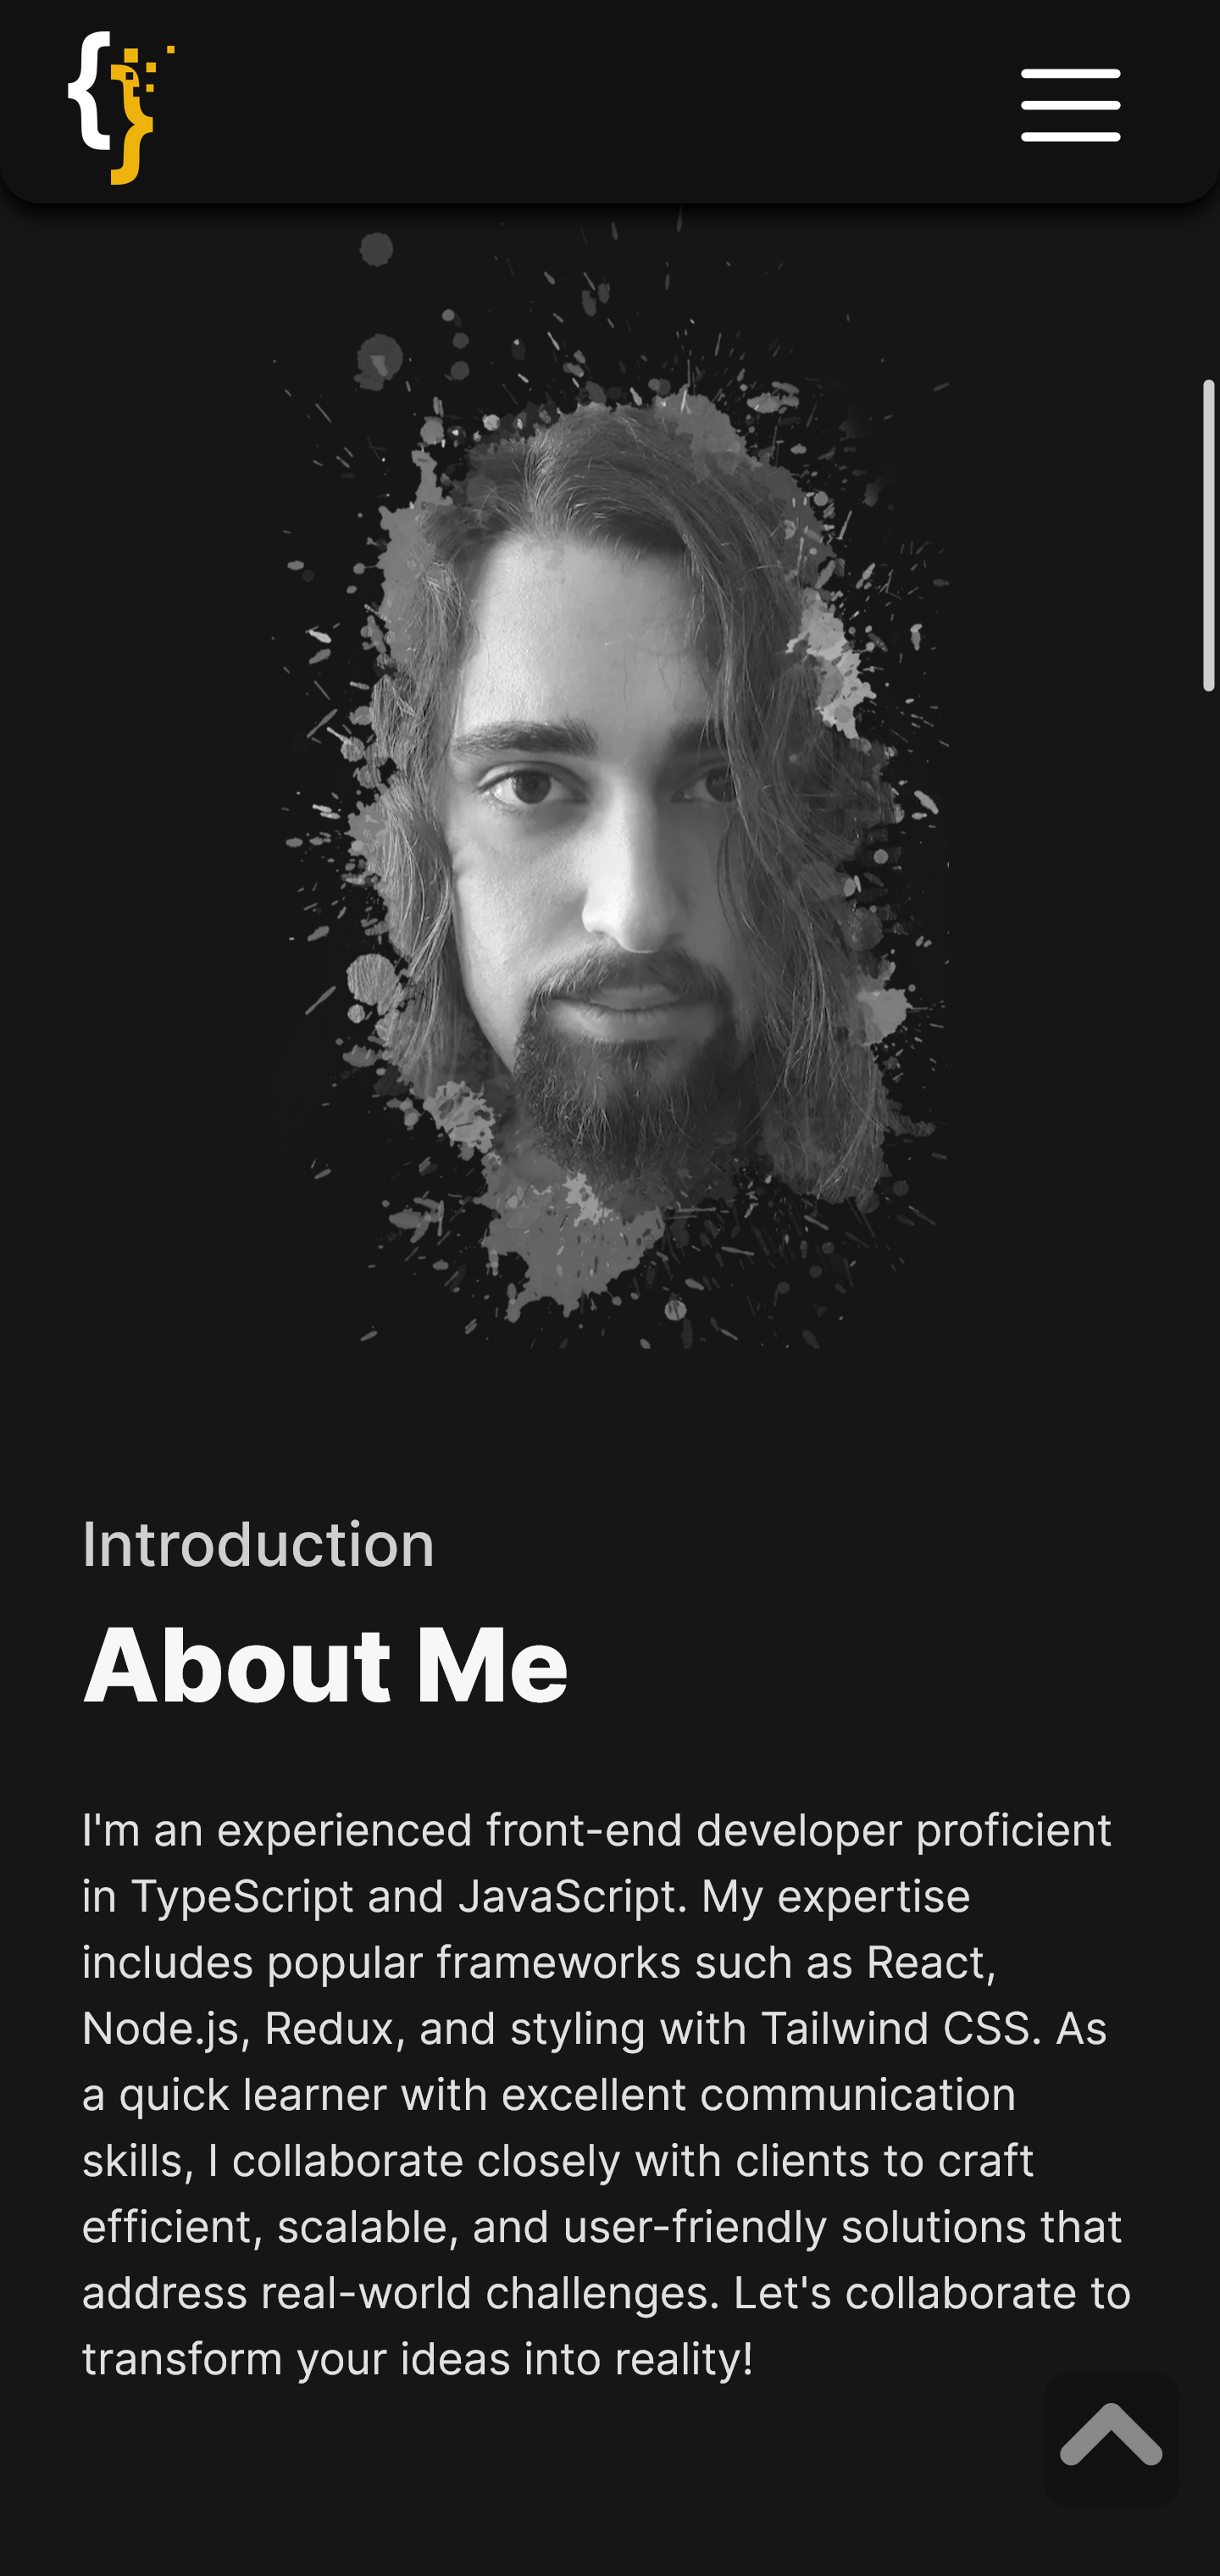 Introduction
About Me
I'm an experienced front-end developer proficient
in TypeScript and JavaScript. My expertise
includes popular frameworks such as React,
Node.js, Redux, and styling with Tailwind CSS. As
a quick learner with excellent communication
skills, I collaborate closely with clients to craft
efficient, scalable, and user-friendly solutions that
address real-world challenges. Let's collaborate to
transform your ideas into reality!